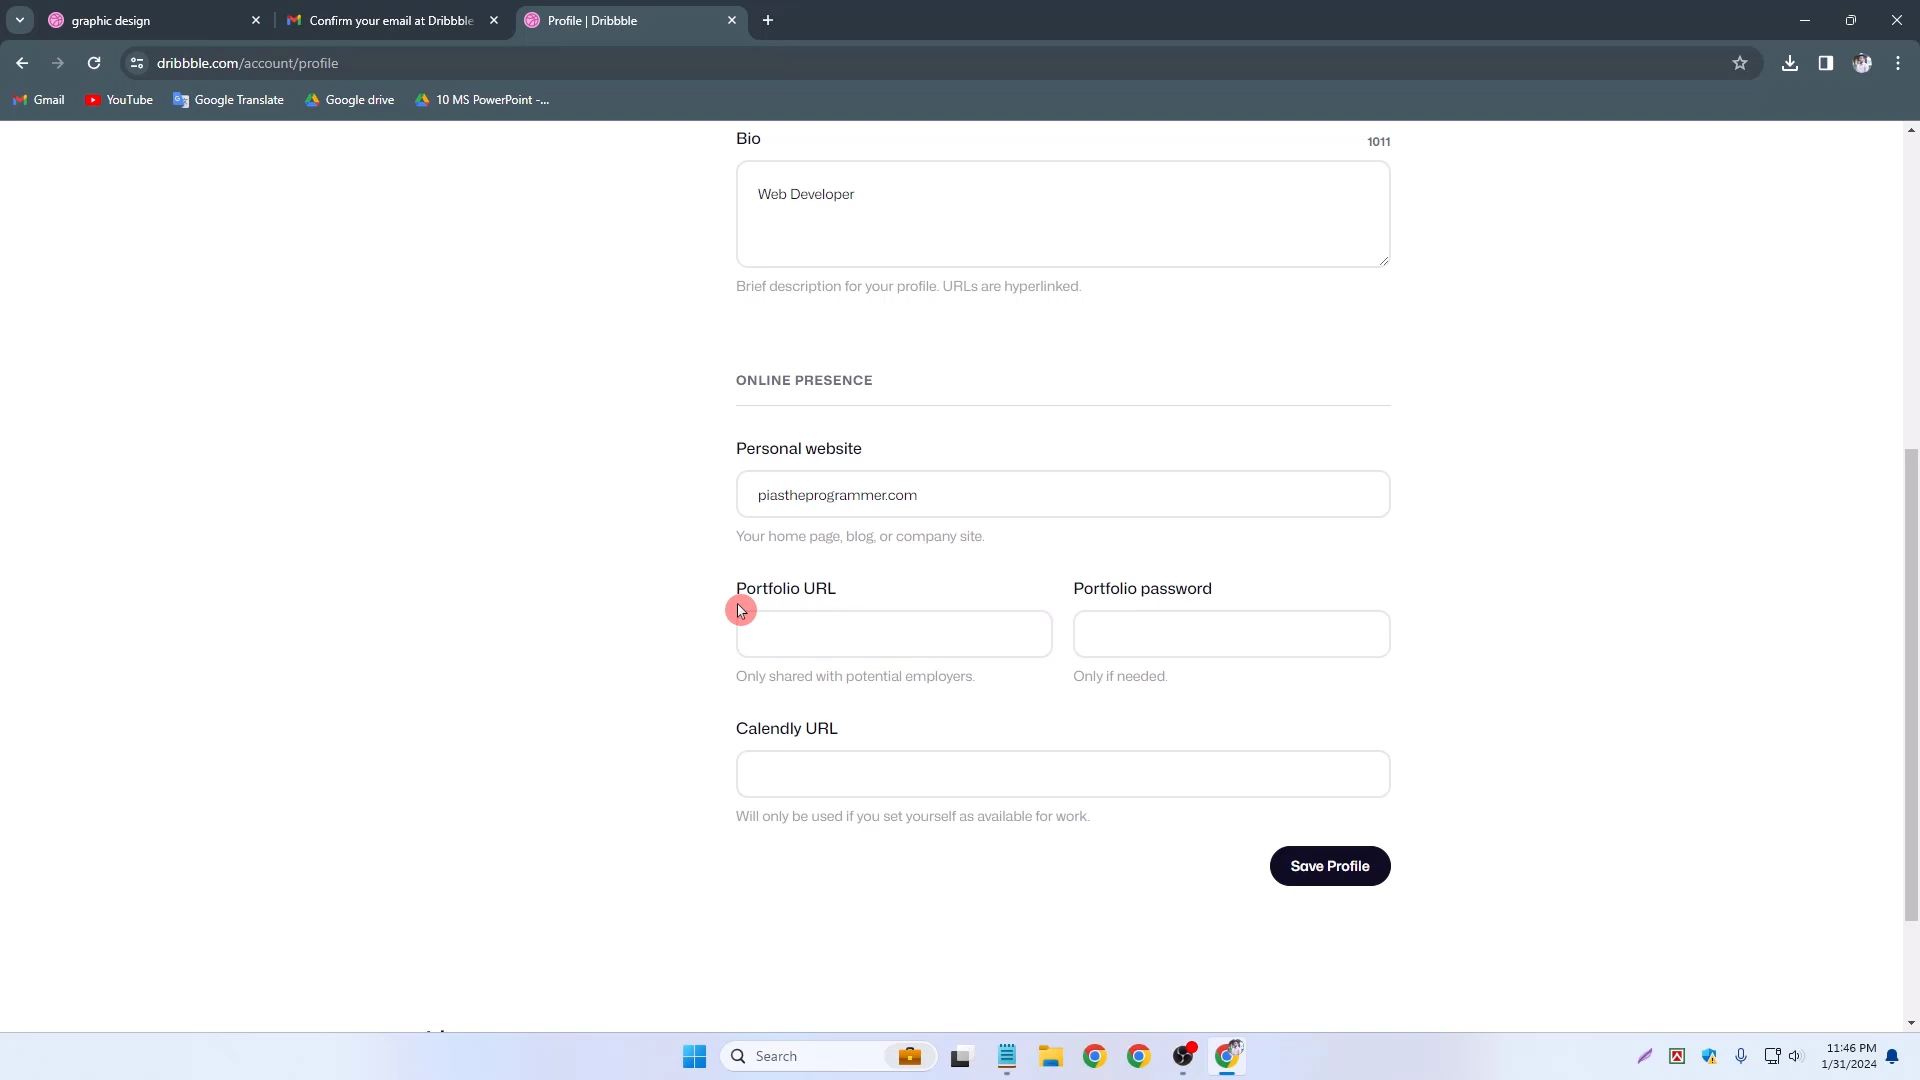 graphic design
Confirm your email at Dribbble
Profile | Dribbble
dribbble.com/account/profile
Gmail
YouTube
Google Translate
Google drive
10 MS PowerPoint -...
Bio
1011
Web Developer
Brief description for your profile. URLs are hyperlinked.
ONLINE PRESENCE
Personal website
piastheprogrammer.com
Your home page, blog, or company site.
Portfolio URL
Portfolio password
Only shared with potential employers.
Only if needed.
Calendly URL
Will only be used if you set yourself as available for work.
Save Profile
Search
11:46 PM
1/31/2024